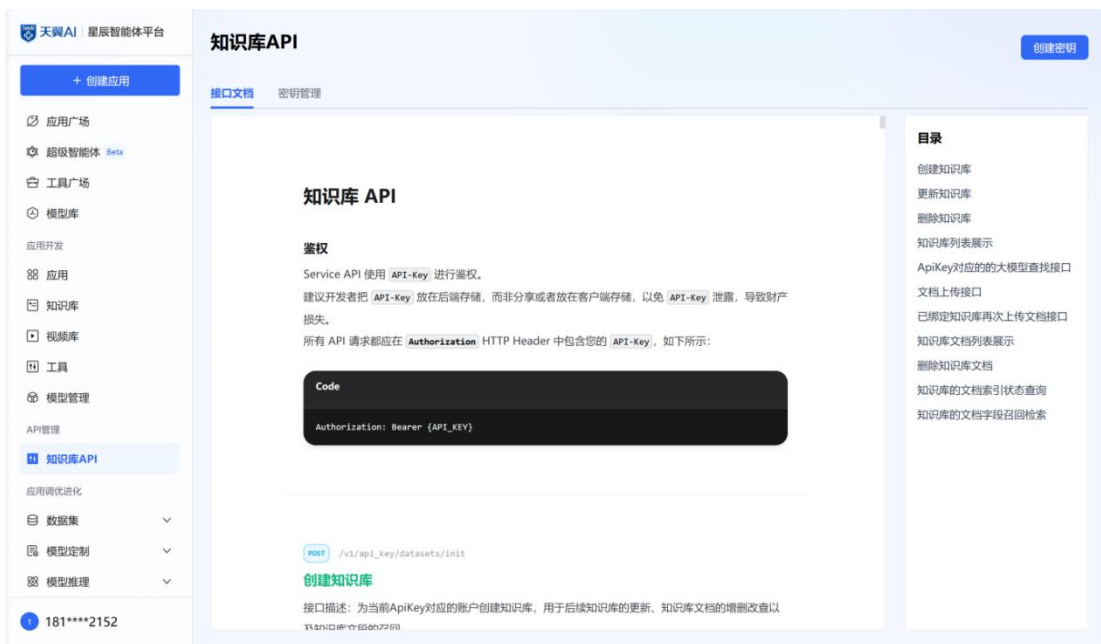 天翼AI 星辰智能体平台
+ 创建应用
应用广场
超级智能体 Beta
工具广场
模型库
应用开发
应用
知识库
视频库
工具
模型管理
API管理
知识库API
应用调优进化
数据集
模型定制
模型推理
1 181****2152
知识库API
创建密钥
接口文档 密钥管理
知识库 API
鉴权
Service API 使用 API-Key 进行鉴权。
建议开发者把 API-Key 放在后端存储，而非分享或者放在客户端存储，以免 API-Key 泄露，导致财产
损失。
所有 API 请求都应在 Authorization HTTP Header 中包含您的 API-Key，如下所示：
Code
Authorization: Bearer {API_KEY}
POST /v1/api_key/datasets/init
创建知识库
接口描述：为当前ApiKey对应的账户创建知识库，用于后续知识库的更新、知识库文档的增删改查以
及知识库文段的召回
目录
创建知识库
更新知识库
删除知识库
知识库列表展示
ApiKey对应的的大模型查找接口
文档上传接口
已绑定知识库再次上传文档接口
知识库文档列表展示
删除知识库文档
知识库的文档索引状态查询
知识库的文档字段召回检索